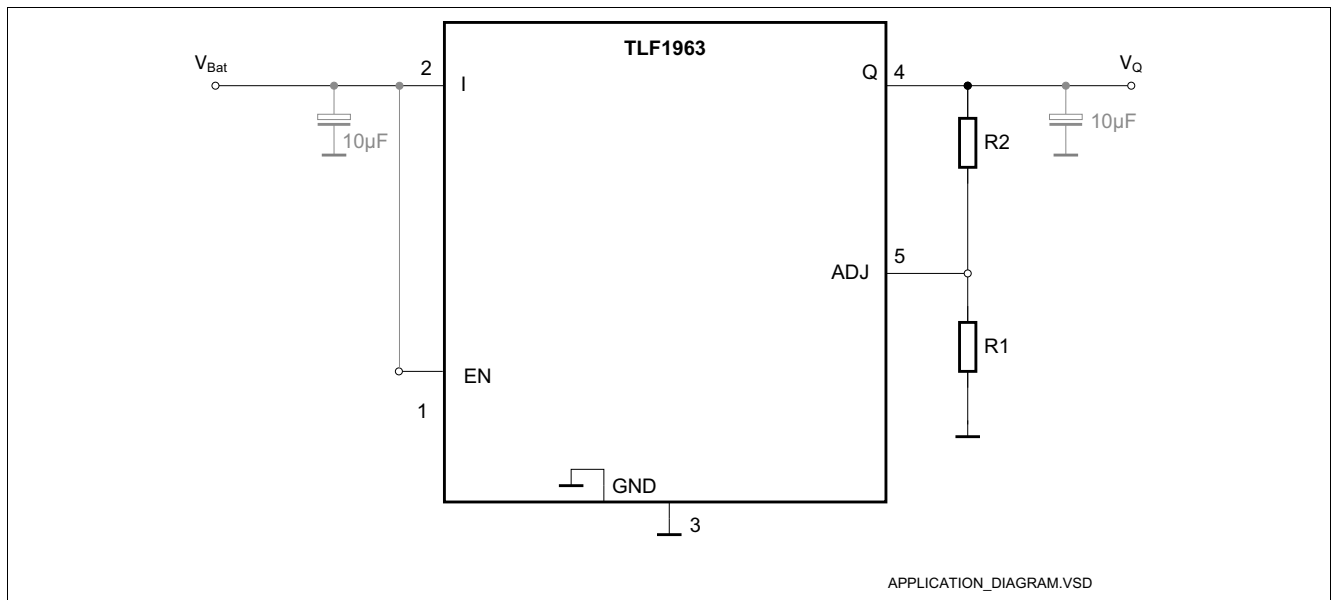 TLF1963
V_Bat
2
I
Q
4
V_Q
10µF
R2
10µF
ADJ
5
R1
EN
1
GND
3
APPLICATION_DIAGRAM.VSD